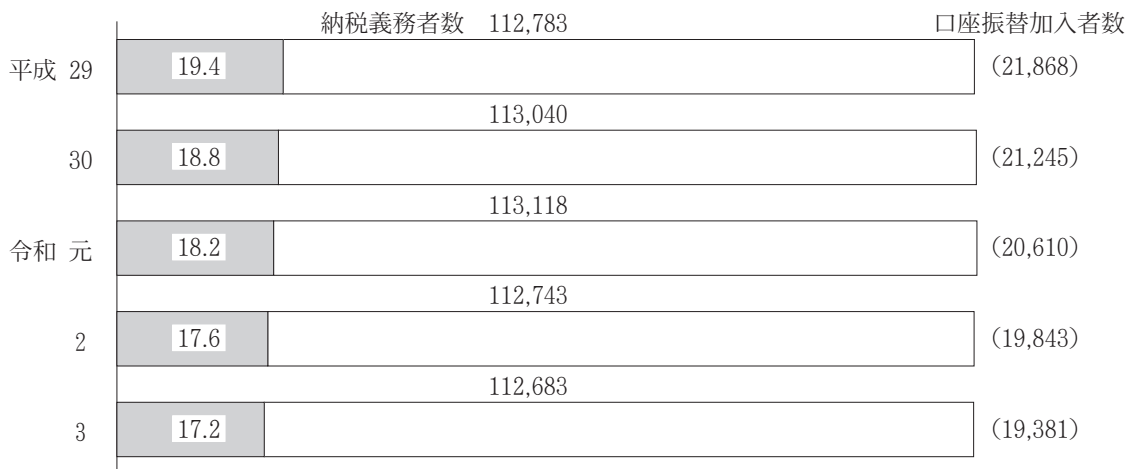 納税義務者数 112,783 口座振替加入者数
平成 29 19.4 (21,868)
113,040
30 18.8 (21,245)
113,118
令和 元 18.2 (20,610)
112,743
2 17.6 (19,843)
112,683
3 17.2 (19,381)